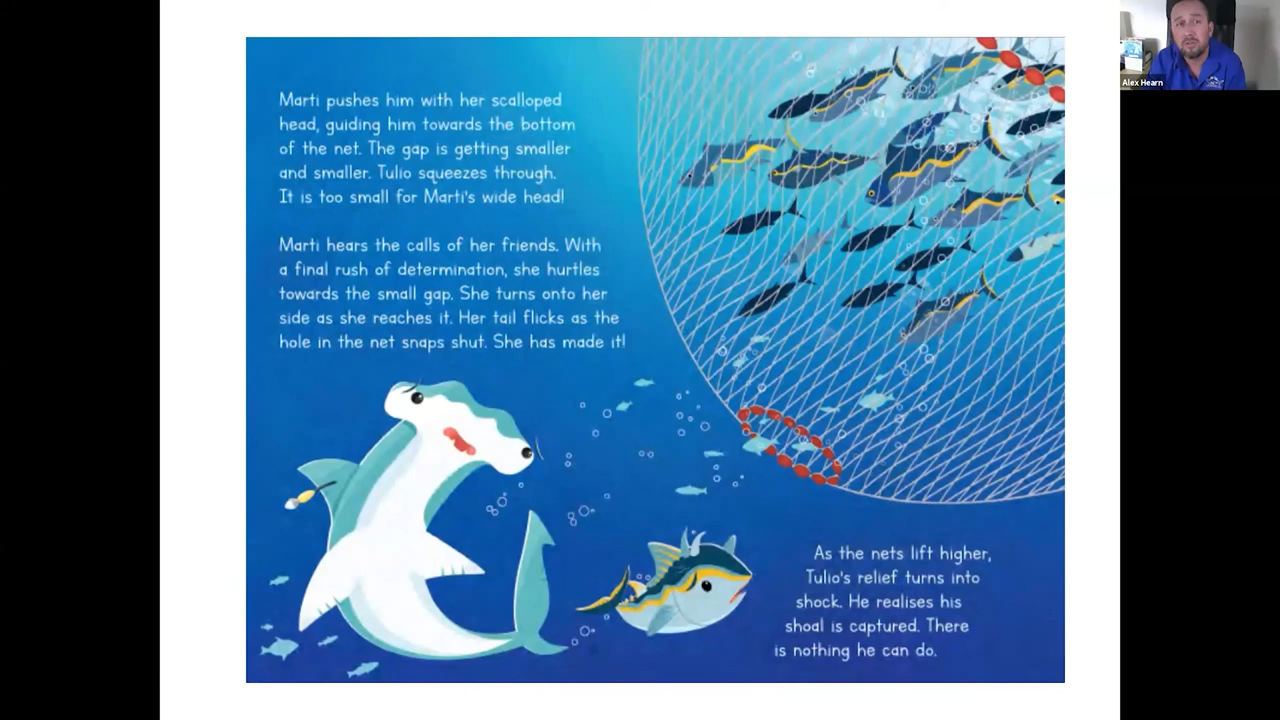 Marti pushes him with her scalloped
head, guiding him towards the bottom
of the net. The gap is getting smaller
and smaller. Tulio squeezes through.
It is too small for Marti's wide head!
Marti hears the calls of her friends. With
a final rush of determination, she hurtles
towards the small gap. She turns onto her
side as she reaches it. Her tail flicks as the
hole in the net snaps shut. She has made it!
As the nets lift higher,
Tulio's relief turns into
shock. He realises his
shoal is captured. There
is nothing he can do.
Alex Hearn